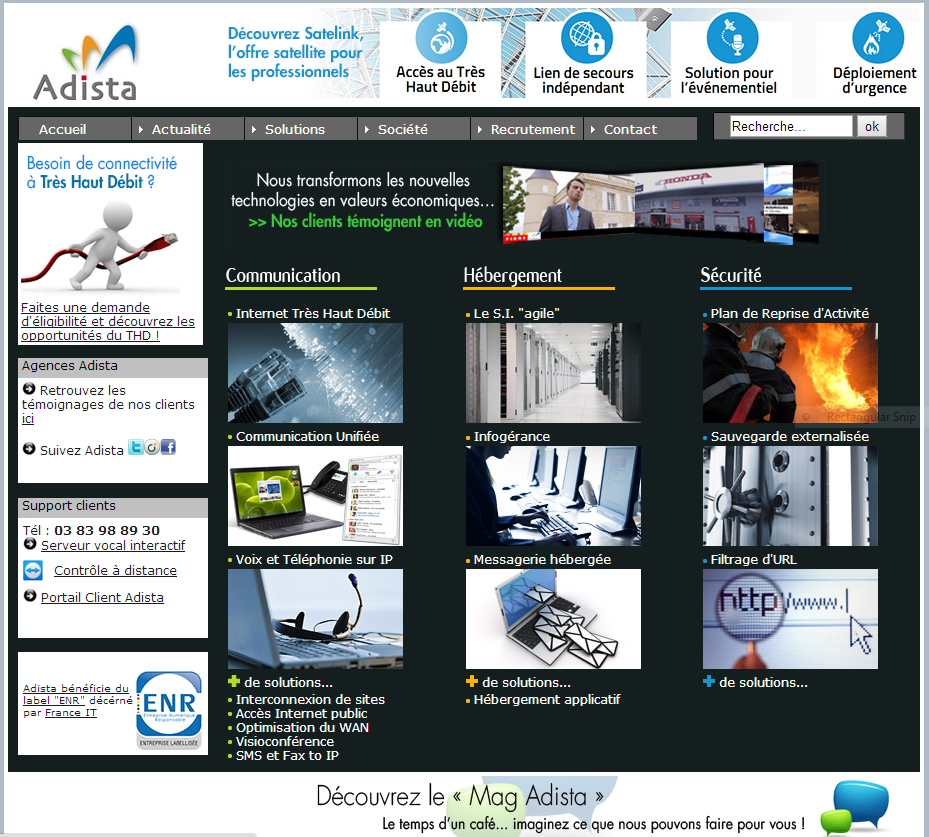 Adista
Découvrez Satelink,
l'offre satellite pour
les professionnels
Accès au Très
Haut Débit
Lien de secours
indépendant
Solution pour
l'événementiel
Déploiement
d'urgence
Accueil
Actualité
Solutions
Société
Recrutement
Contact
Recherche...
ok
Besoin de connectivité
à Très Haut Débit ?
Faites une demande
d'éligibilité et découvrez les
opportunités du THD !
Agences Adista
Retrouvez les
témoignages de nos clients
ici
Suivez Adista
Support clients
Tél : 03 83 98 89 30
Serveur vocal interactif
Contrôle à distance
Portail Client Adista
Adista bénéficie du
label "ENR" décérné
par France IT
ENR
Entreprise Numérique
Responsable
ENTREPRISE LABELLISÉE
Nous transformons les nouvelles
technologies en valeurs économiques...
>> Nos clients témoignent en vidéo
HONDA
Communication
• Internet Très Haut Débit
• Communication Unifiée
• Voix et Téléphonie sur IP
+ de solutions...
• Interconnexion de sites
• Accès Internet public
• Optimisation du WAN
• Visioconférence
• SMS et Fax to IP
Hébergement
• Le S.I. "agile"
• Infogérance
• Messagerie hébergée
+ de solutions...
• Hébergement applicatif
Sécurité
• Plan de Reprise d'Activité
Rectangular Snip
• Sauvegarde externalisée
• Filtrage d'URL
http://www.
+ de solutions...
Découvrez le « Mag Adista »
Le temps d'un café... imaginez ce que nous pouvons faire pour vous !